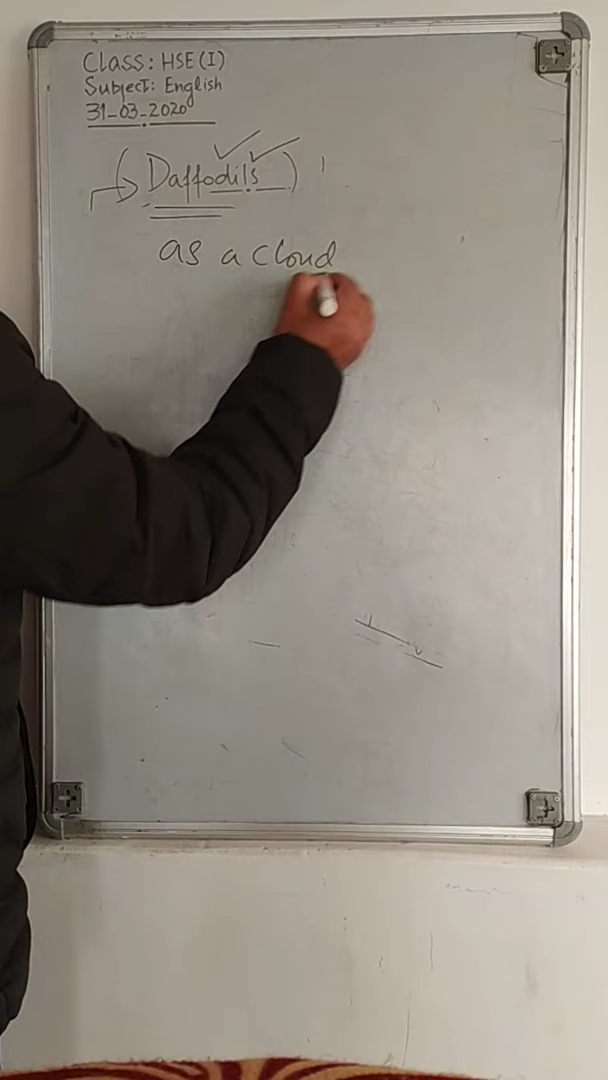 Class: HSE(I)
Subject: English
31-03-2020
(Daffodils)
as a cloud